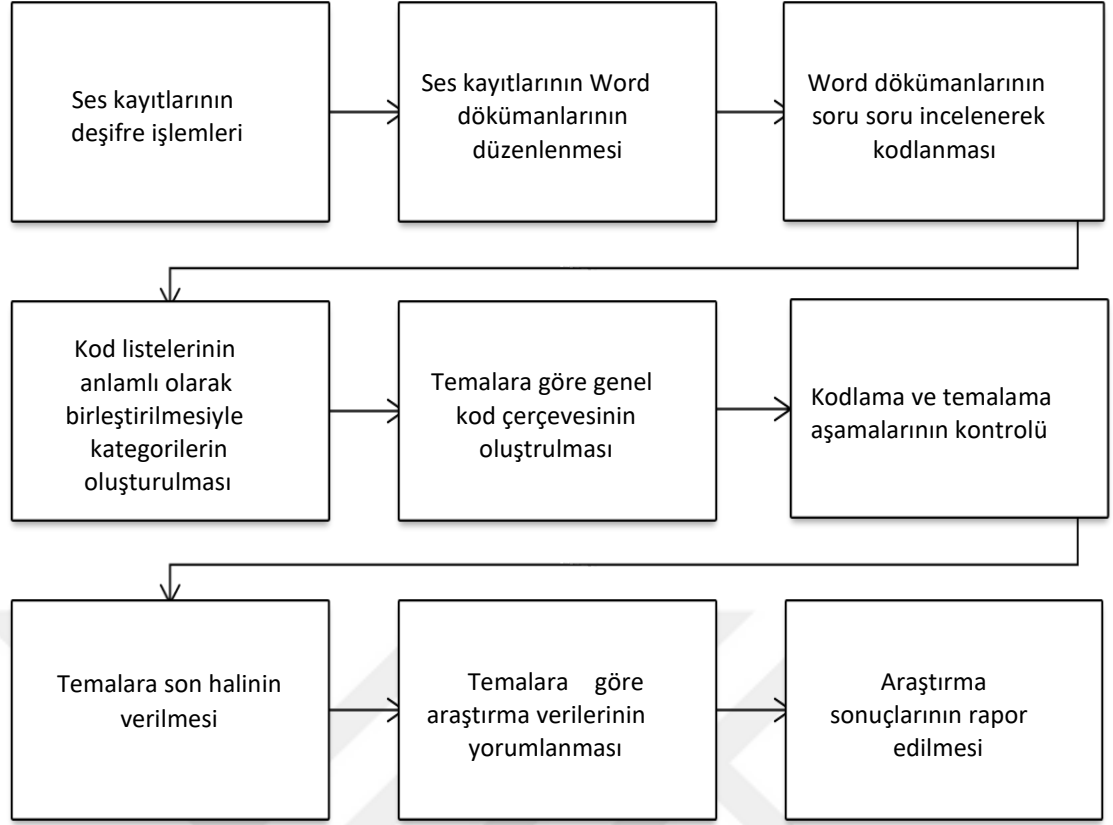 Ses kayıtlarının
deşifre işlemleri
Ses kayıtlarının Word
dökümanlarının
düzenlenmesi
Word dökümanlarının
soru soru incelenerek
kodlanması
Kod listelerinin
anlamlı olarak
birleştirilmesiyle
kategorilerin
oluşturulması
Temalara göre genel
kod çerçevesinin
oluştrulması
Kodlama ve temalama
aşamalarının kontrolü
Temalara son halinin
verilmesi
Temalara göre
araştırma verilerinin
yorumlanması
Araştırma
sonuçlarının rapor
edilmesi